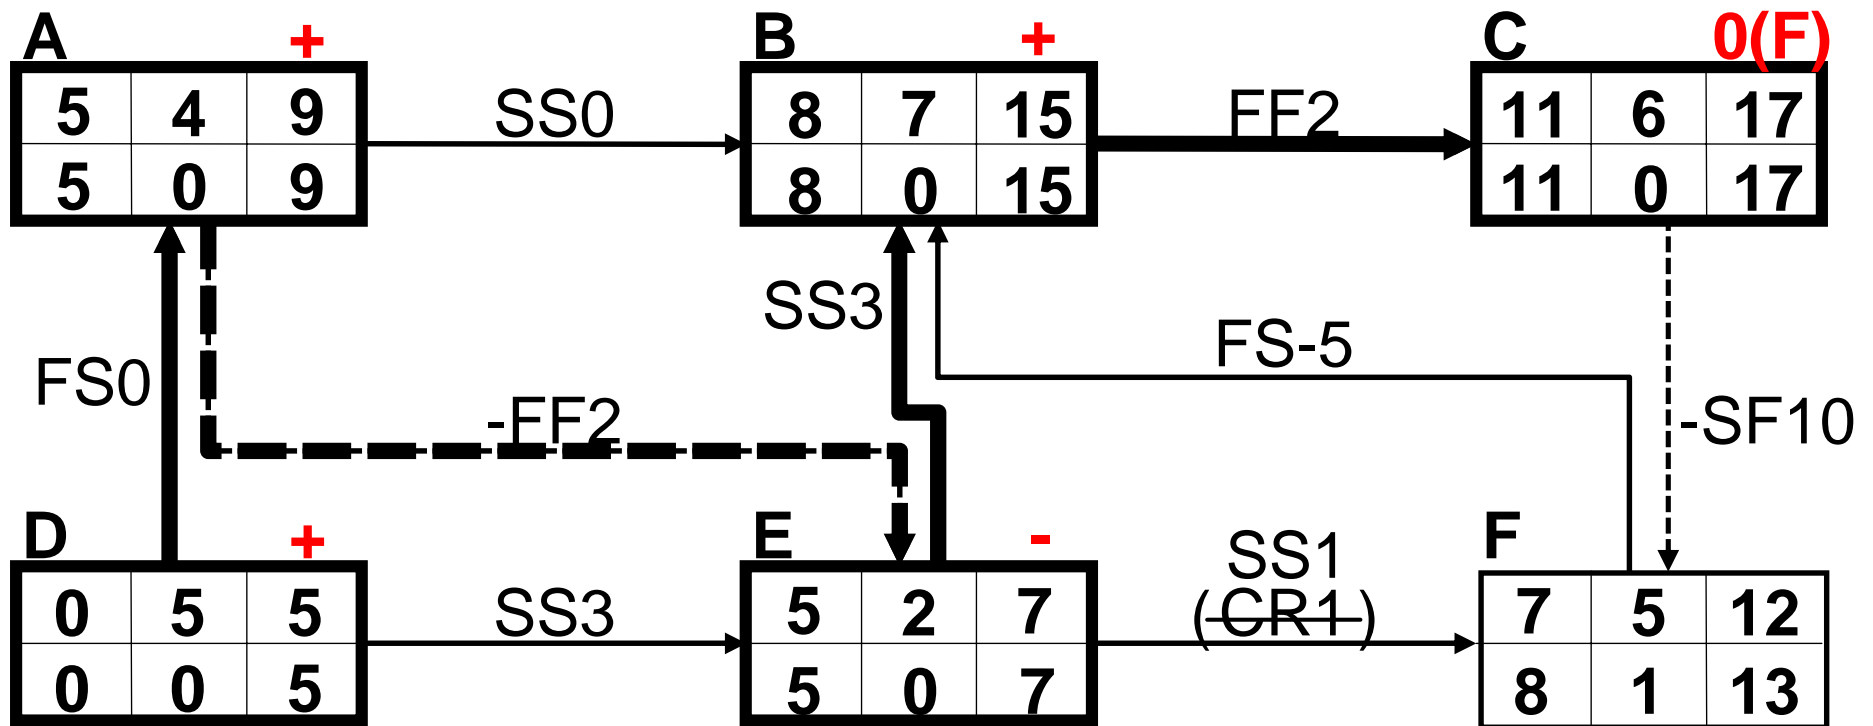 A + B + C 0(F)
5 4 9 SS0 8 7 15 FF2 11 6 17
5 0 9 8 0 15 11 0 17
SS3
FS-5
FS0
-FF2 -SF10
D + E - F
SS1
0 5 5 SS3 5 2 7 (CR1) 7 5 12
0 0 5 5 0 7 8 1 13